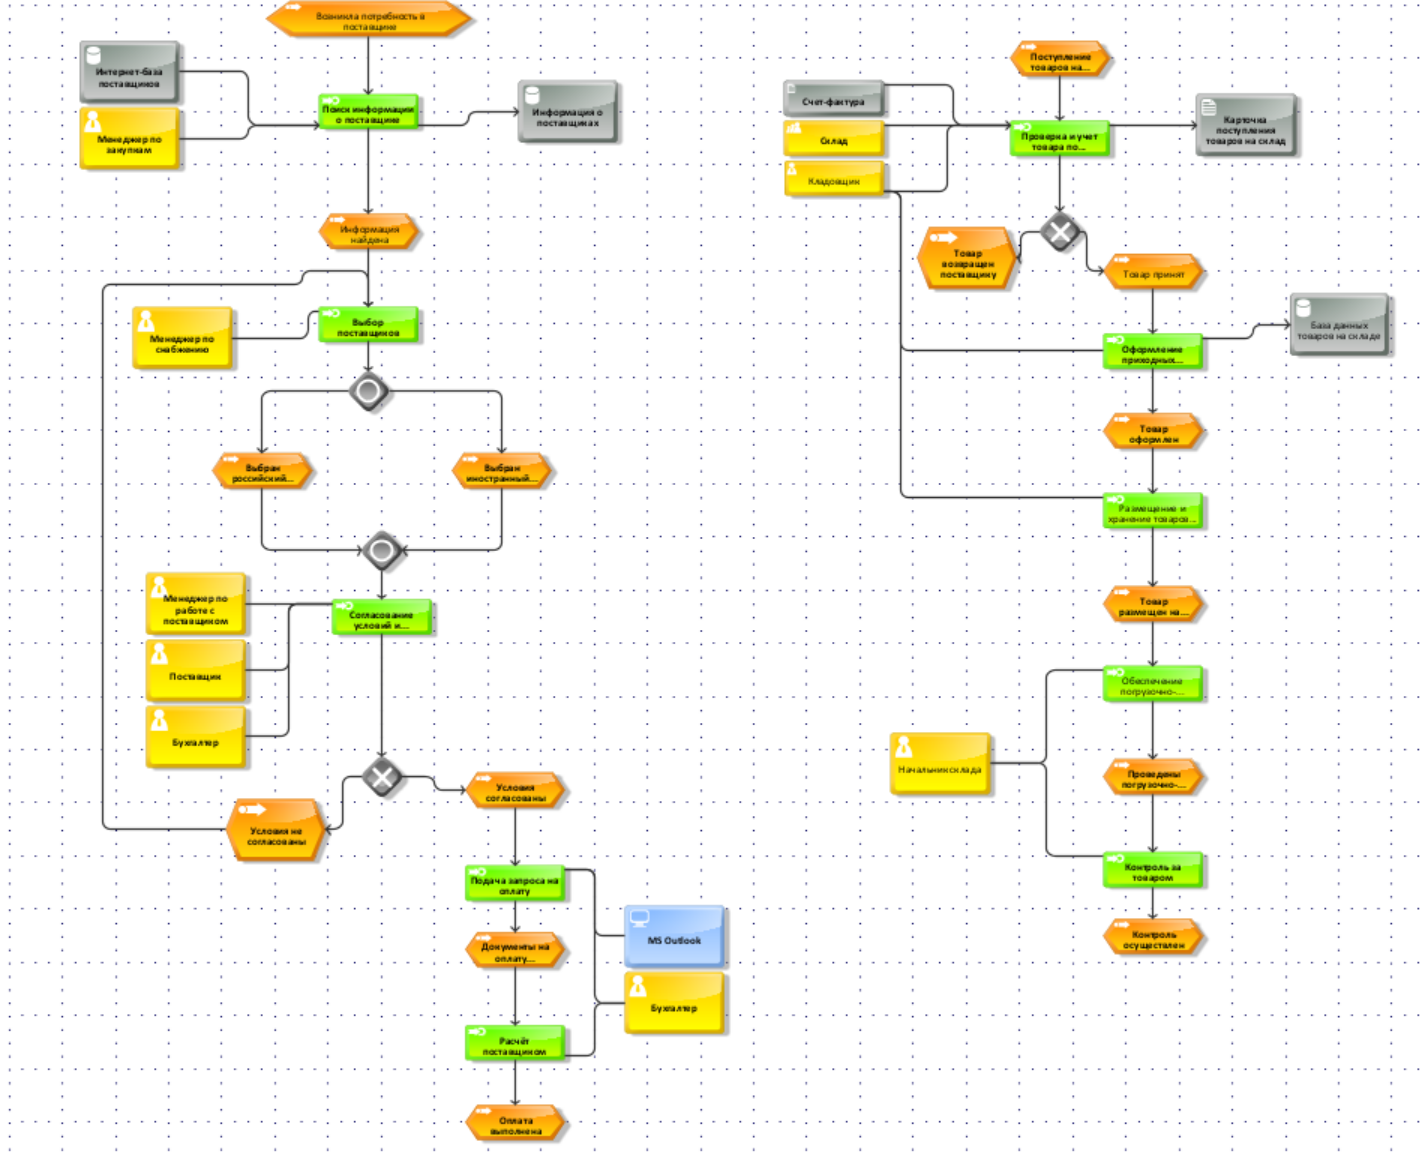 Возникла потребность в
поставщике
Интернет-база
поставщиков
Менеджер по
закупкам
Поиск информации
о поставщике
Информация о
поставщиках
Информация
найдена
Менеджер по
снабжению
Выбор
поставщиков
Выбран
российский...
Выбран
иностранный...
Менеджер по
работе с
поставщиком
Поставщик
Бухгалтер
Согласование
условий и...
Условия не
согласованы
Условия
согласованы
Подача запроса на
оплату
Документы на
оплату...
MS Outlook
Бухгалтер
Расчёт
поставщиком
Оплата
выполнена
Поступление
товаров на...
Счет-фактура
Склад
Кладовщик
Проверка и учет
товара по...
Карточка
поступления
товаров на склад
Товар
возвращен
поставщику
Товар принят
Оформление
приходных...
База данных
товаров на складе
Товар
оформлен
Размещение и
хранение товаров...
Товар
размещен на...
Обеспечение
погрузочно-...
Начальник склада
Проведены
погрузочно-...
Контроль за
товаром
Контроль
осуществлен